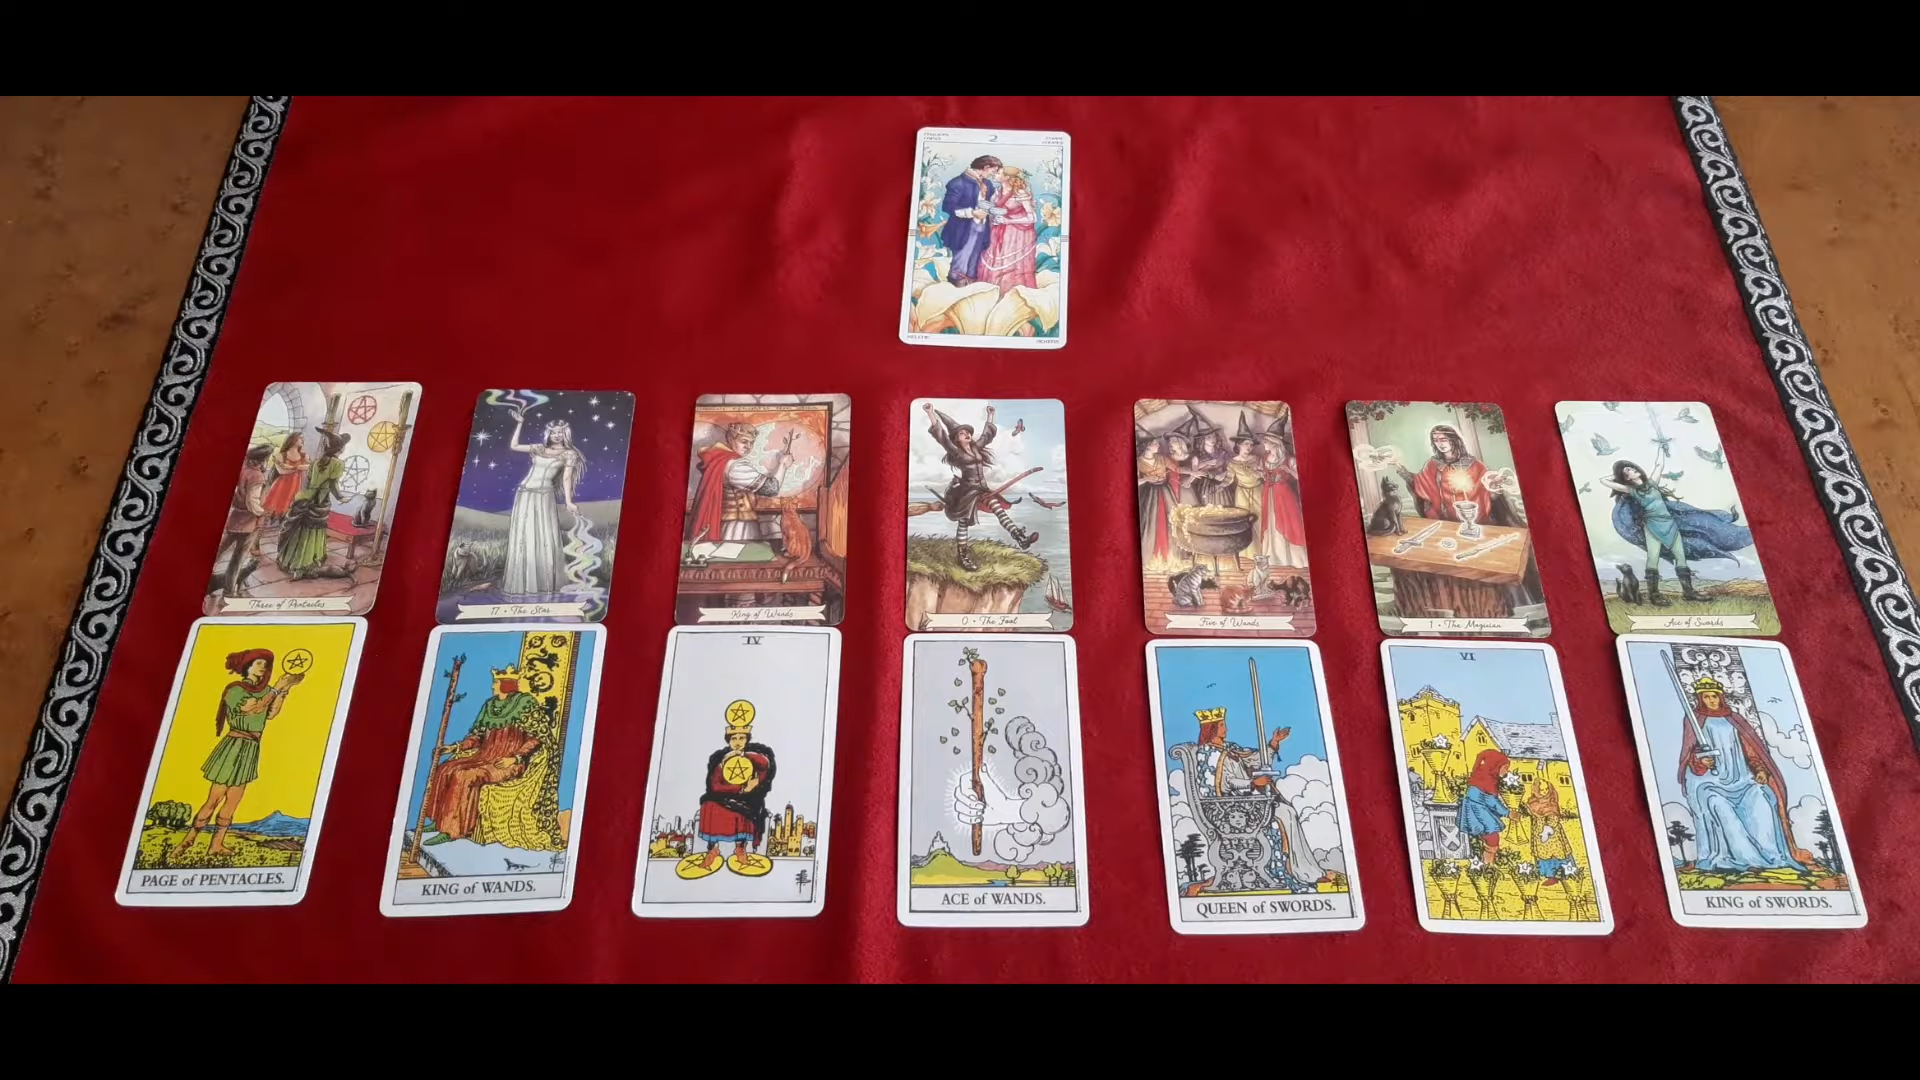 2
Three of Pentacles
17 • The Star
King of Wands
0 • The Fool
Five of Wands
1 • The Magician
Ace of Swords
PAGE of PENTACLES.
KING of WANDS.
IV
ACE of WANDS.
QUEEN of SWORDS.
VI
KING of SWORDS.